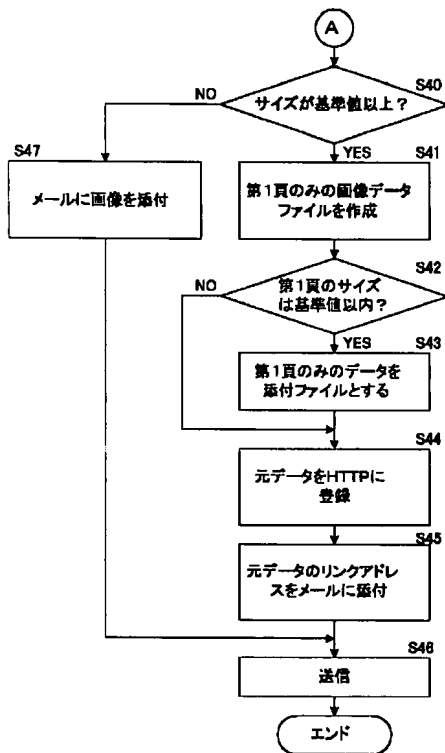 A
S40
サイズが基準値以上?
NO
YES
S47
メールに画像を添付
S41
第1頁のみの画像データ
ファイルを作成
S42
第1頁のサイズ
は基準値以内?
NO
YES
S43
第1頁のみのデータを
添付ファイルとする
S44
元データをHTTPに
登録
S45
元データのリンクアドレ
スをメールに添付
S46
送信
エンド